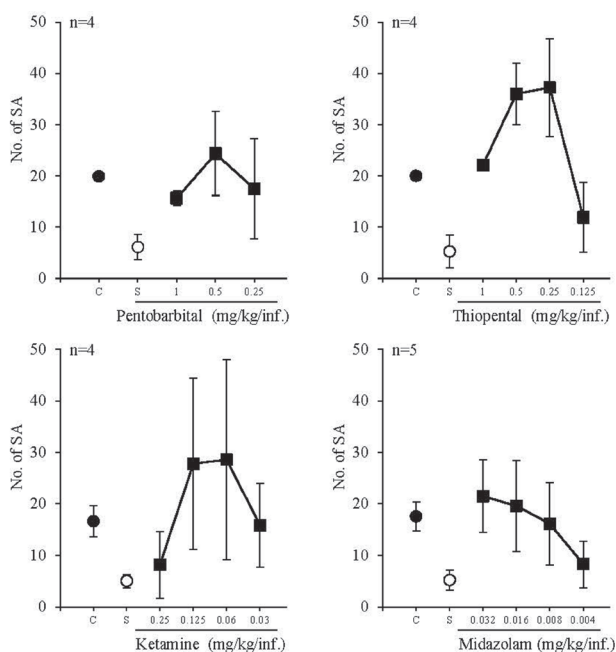 n=4
50
40
30
20
10
0
No. of SA
C S 1 0.5 0.25
Pentobarbital (mg/kg/inf.)
n=4
50
40
30
20
10
0
No. of SA
C S 1 0.5 0.25 0.125
Thiopental (mg/kg/inf.)
n=4
50
40
30
20
10
0
No. of SA
C S 0.25 0.125 0.06 0.03
Ketamine (mg/kg/inf.)
n=5
50
40
30
20
10
0
No. of SA
C S 0.032 0.016 0.008 0.004
Midazolam (mg/kg/inf.)